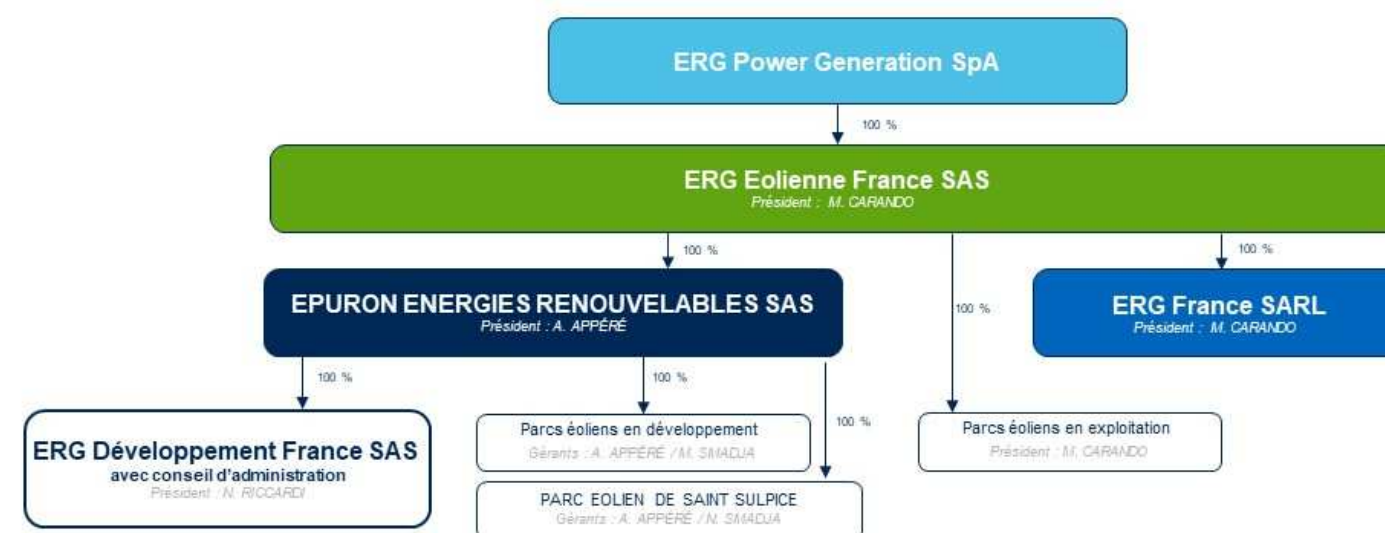 ERG Power Generation SpA
100 %
ERG Eolienne France SAS
Président : M. CARANDO
100 %
100 %
100 %
EPURON ENERGIES RENOUVELABLES SAS
Président : A. APPÉRÉ
ERG France SARL
Président : M. CARANDO
100 %
100 %
100 %
ERG Développement France SAS
avec conseil d'administration
Président : N. RICCARDI
Parcs éoliens en développement
Gérants : A. APPÉRÉ / M. SMADJA
PARC EOLIEN DE SAINT SULPICE
Gérants : A. APPÉRÉ / N. SMADJA
Parcs éoliens en exploitation
Président : M. CARANDO